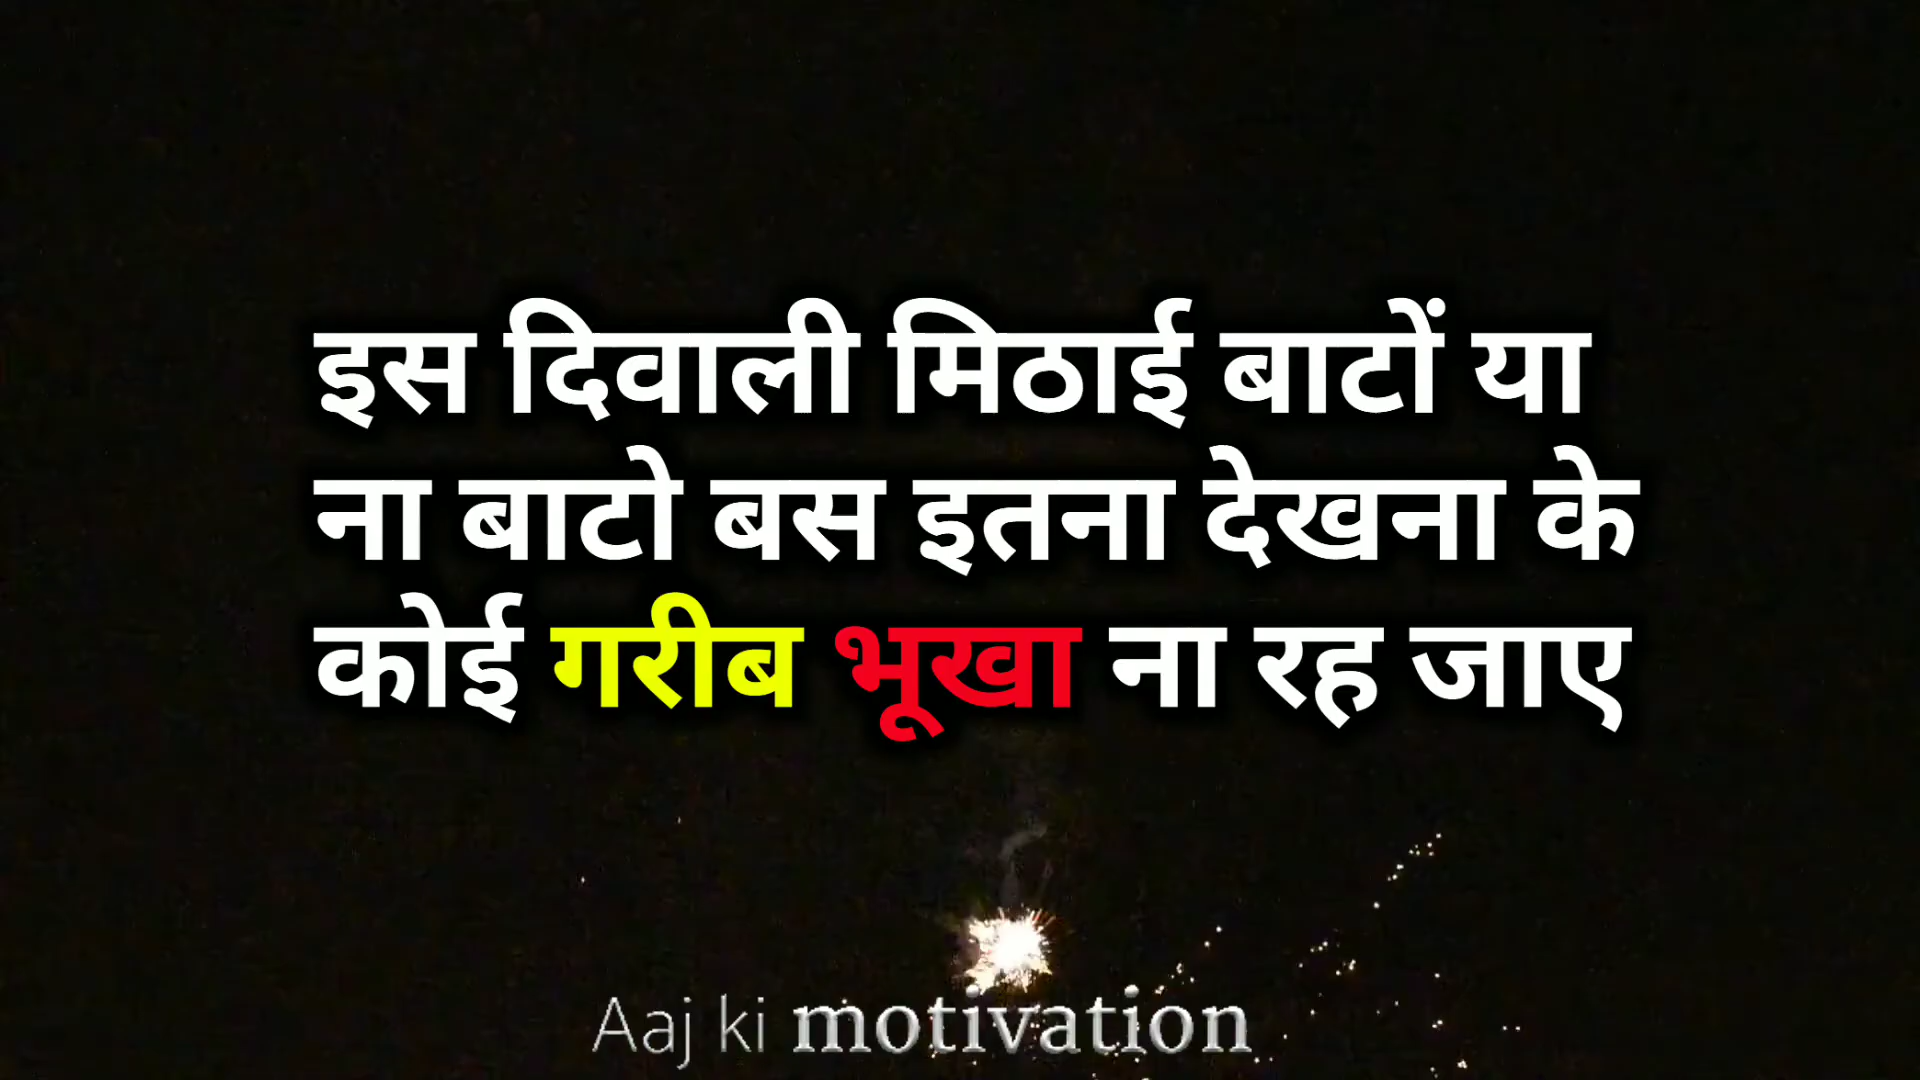 इस दिवाली मिठाई बाटों या
ना बाटो बस इतना देखना के
कोई गरीब भूखा ना रह जाए
Aaj ki motivation